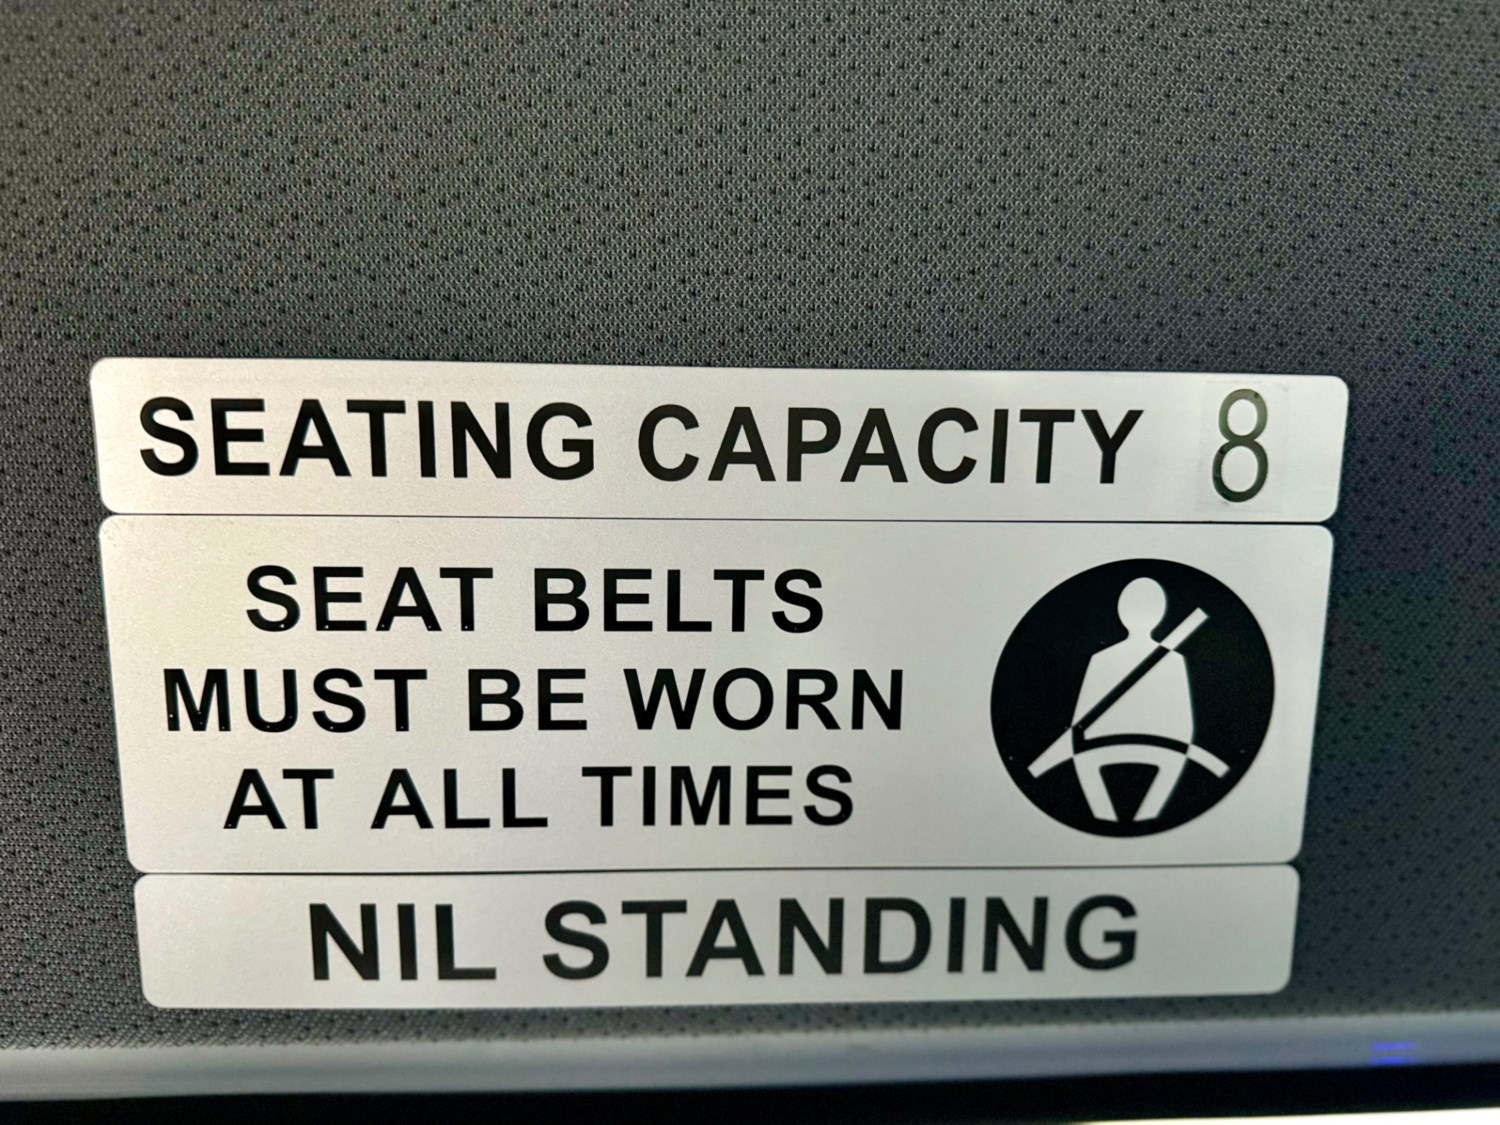 SEATING CAPACITY 8
SEAT BELTS
MUST BE WORN
AT ALL TIMES
NIL STANDING